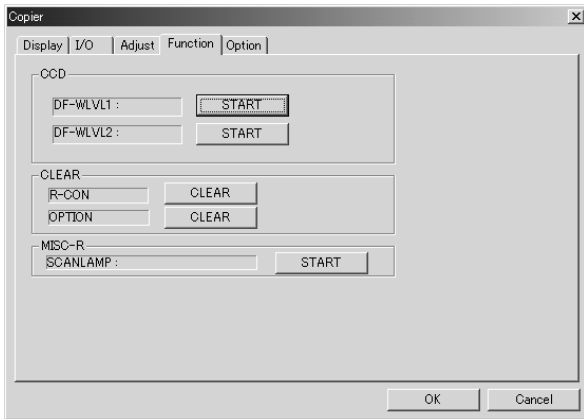 Copier
Display I/O Adjust Function Option
CCD
DF-WLVL1 : START
DF-WLVL2 : START
CLEAR
R-CON CLEAR
OPTION CLEAR
MISC-R
SCANLAMP : START
OK Cancel